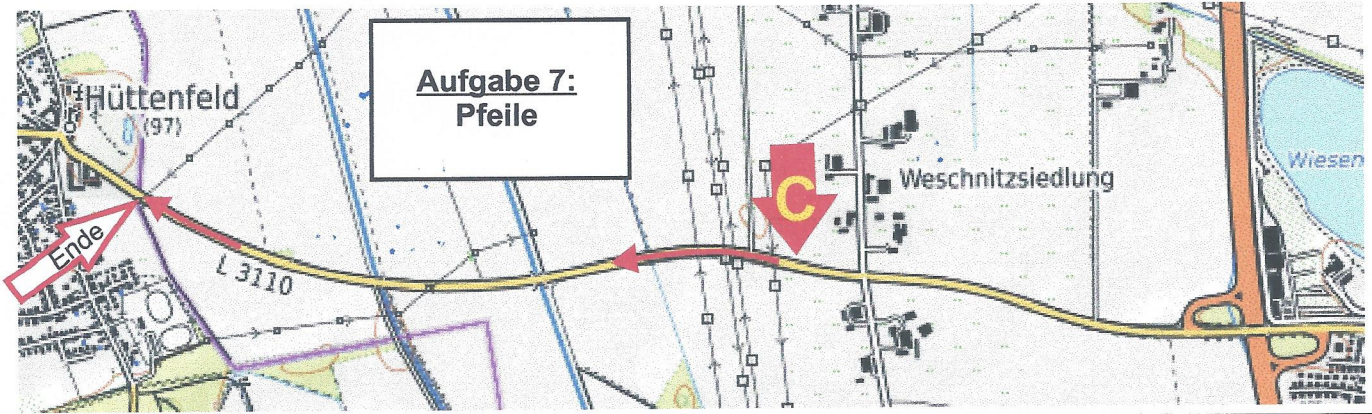 Aufgabe 7:
Pfeile
Hüttenfeld
(97)
C
Weschnitzsiedlung
Wiesen
Ende
L 3110